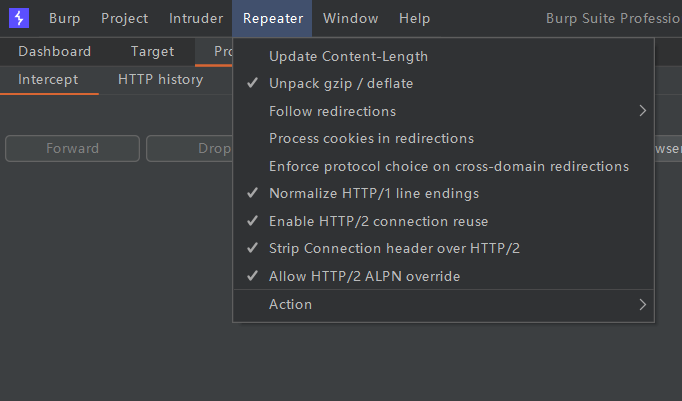 Burp Project Intruder Repeater Window Help Burp Suite Professio
Dashboard Target Pro
Intercept HTTP history
Forward Drop
Update Content-Length
Unpack gzip / deflate
Follow redirections
Process cookies in redirections
Enforce protocol choice on cross-domain redirections
Normalize HTTP/1 line endings
Enable HTTP/2 connection reuse
Strip Connection header over HTTP/2
Allow HTTP/2 ALPN override
Action